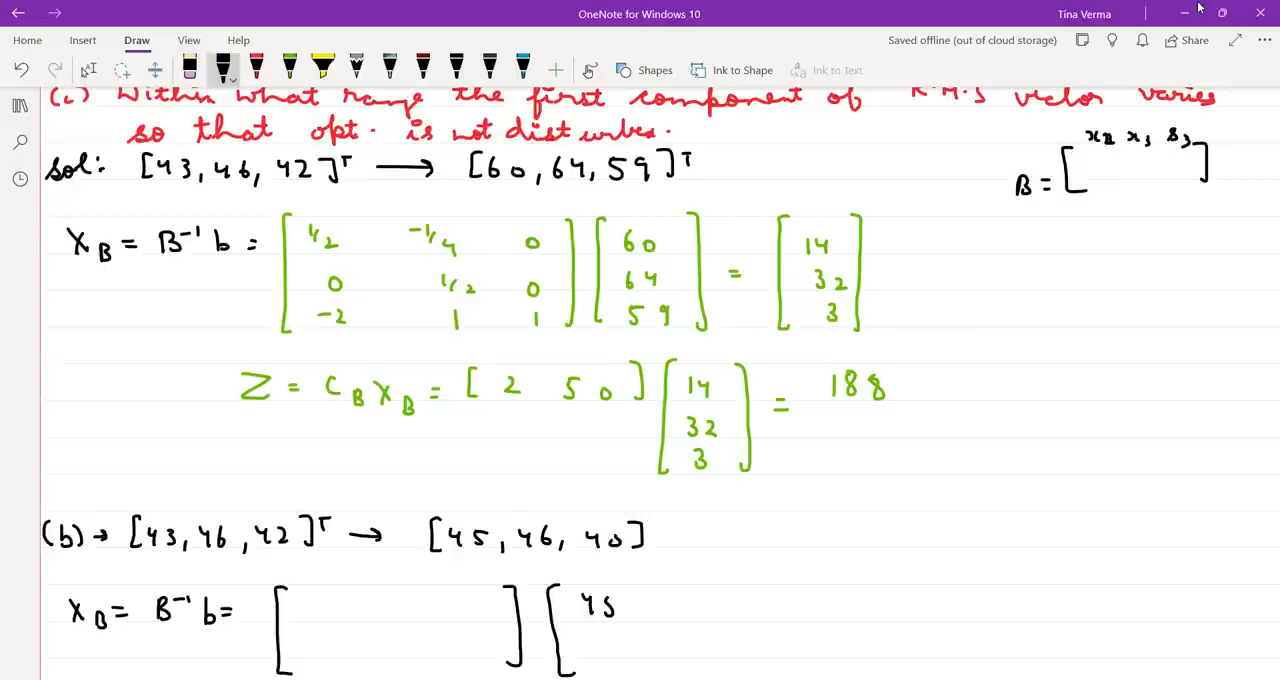 OneNote for Windows 10
Tina Verma
Home Insert Draw View Help
Saved offline (out of cloud storage)
Share
Shapes
Ink to Shape
Ink to Text
(c) Within what range the first component of R.H.S vector varies
so that opt. is not disturbes.
Sol: [43, 46, 42]ᵀ → [60, 64, 59]ᵀ
B = [ x₂ x₃ s₃ ]
X_B = B⁻¹ b = [ 1/2 -1/4 0 ] [ 60 ] = [ 14 ]
0 1/2 0 64 32
-2 1 1 59 3
Z = C_B X_B = [ 2 5 0 ] [ 14 ] = 188
32
3
(b) → [43, 46, 42]ᵀ → [45, 46, 40]
X_B = B⁻¹ b = [ ] [ 45